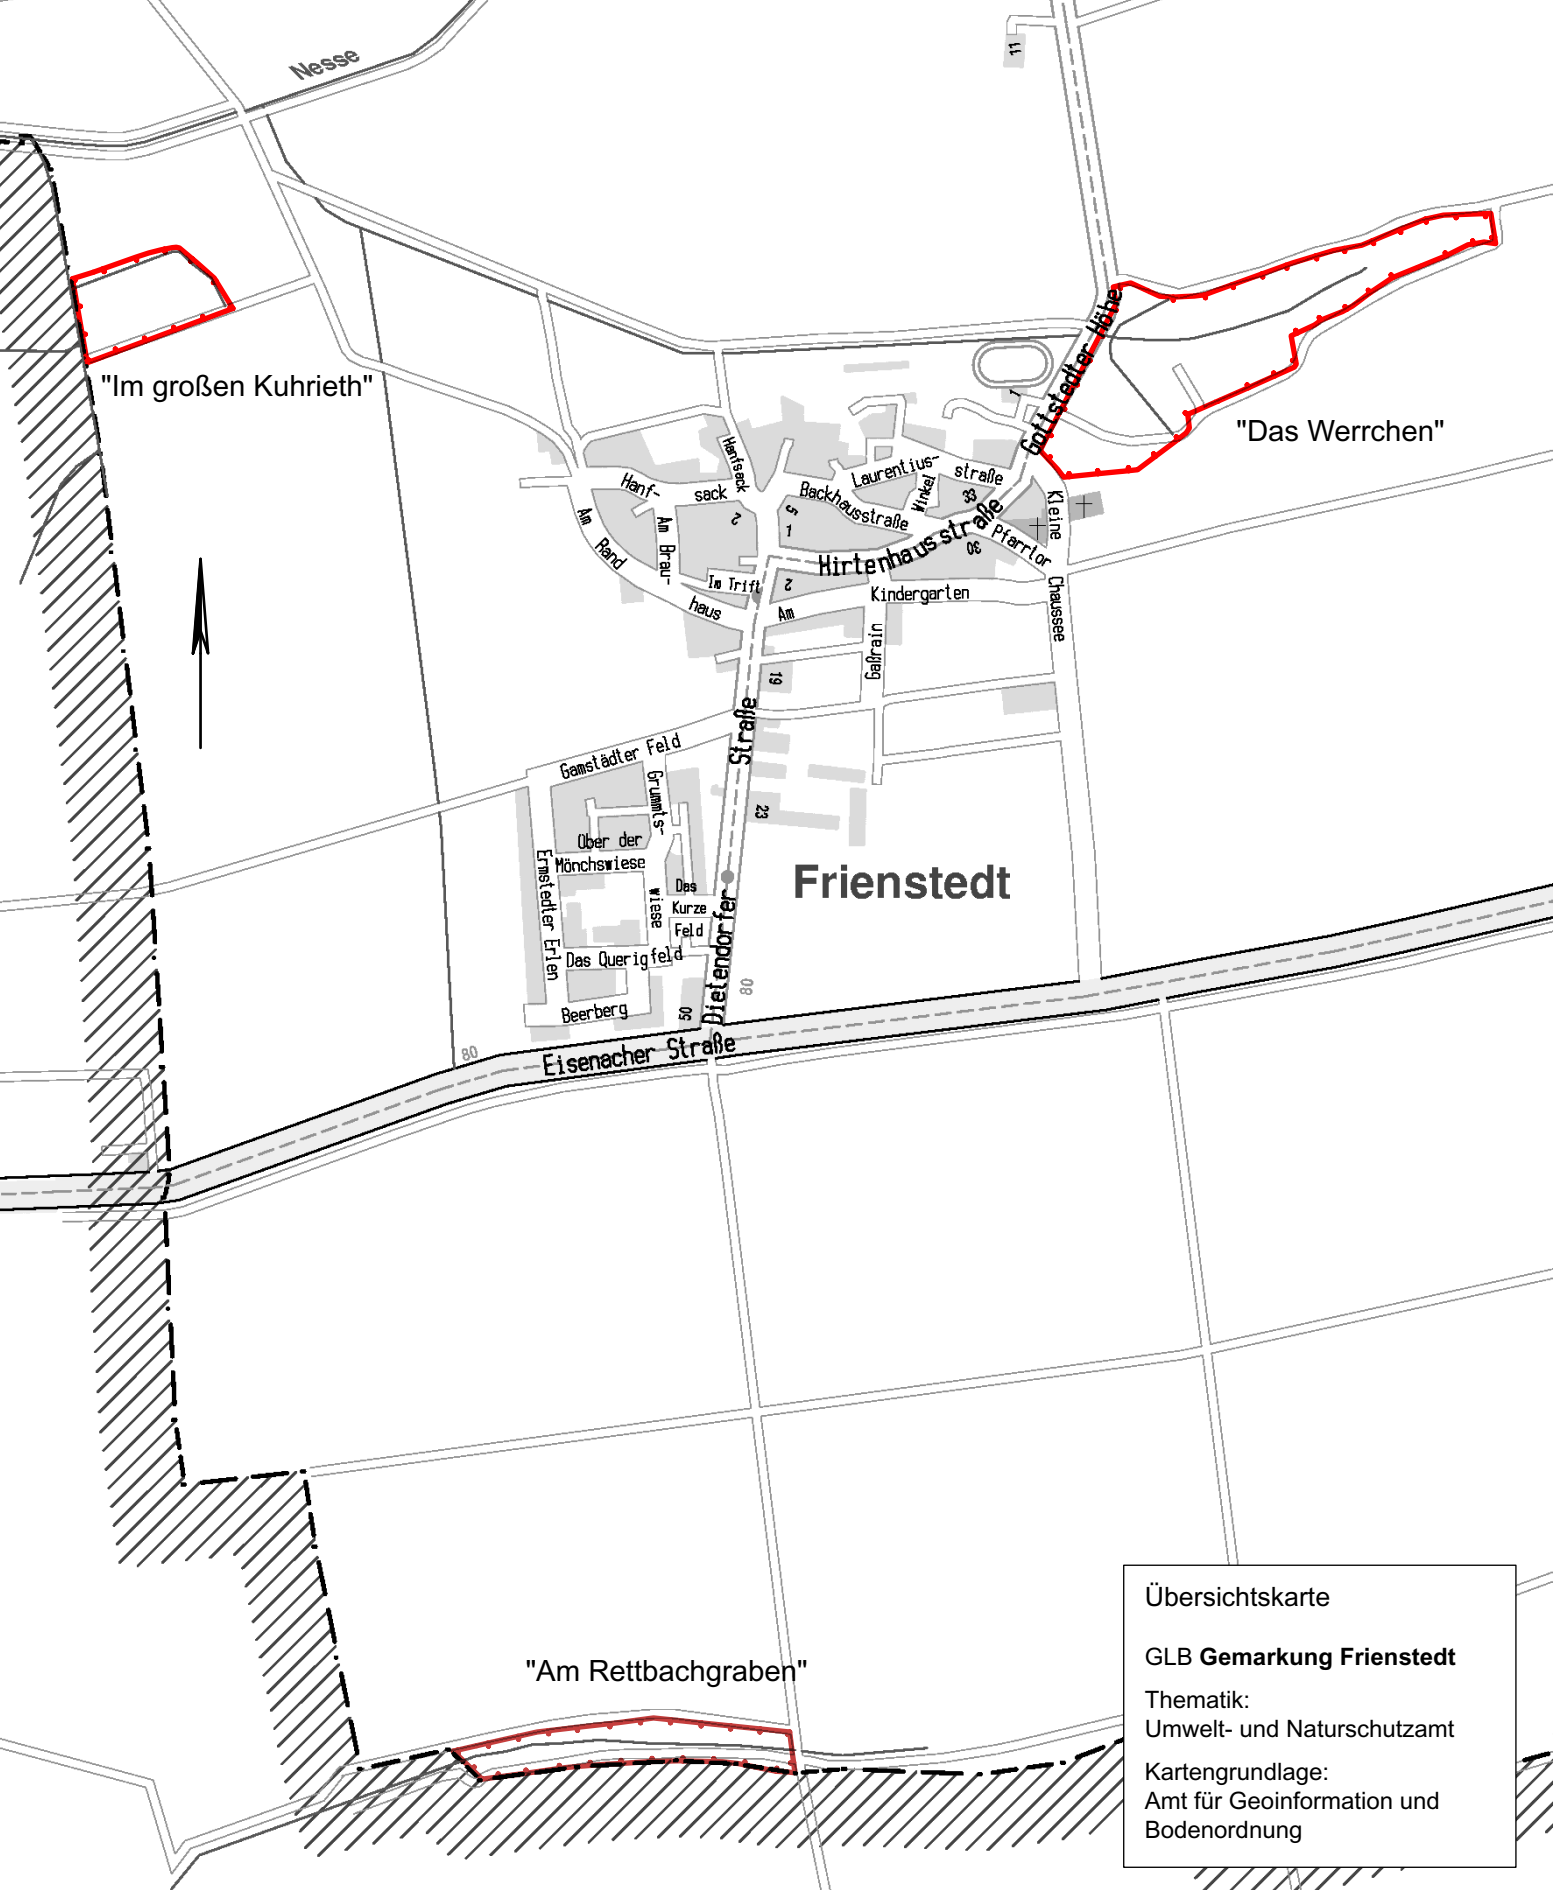 Nesse
11
"Im großen Kuhrieth"
Gottstedter Höhe
1
"Das Werrchen"
Hanfsack
Hanf-
sack
2
Laurentius-
straße
Winkel
33
Backhausstraße
5
1
Kleine
Chaussee
Pfarrtor
30
Hirtenhausstraße
Am
Rand
Am Brau-
haus
Im Trift
2
Am
Kindergarten
Gaßrain
19
Straße
Gamstädter Feld
Grummts-
wiese
23
Über der
Mönchswiese
Ermstedter Erlen
Das
Kurze
Feld
Das Querigfeld
Beerberg
50
Dietendorfer
80
Frienstedt
80
Eisenacher Straße
"Am Rettbachgraben"
Übersichtskarte
GLB Gemarkung Frienstedt
Thematik:
Umwelt- und Naturschutzamt
Kartengrundlage:
Amt für Geoinformation und
Bodenordnung